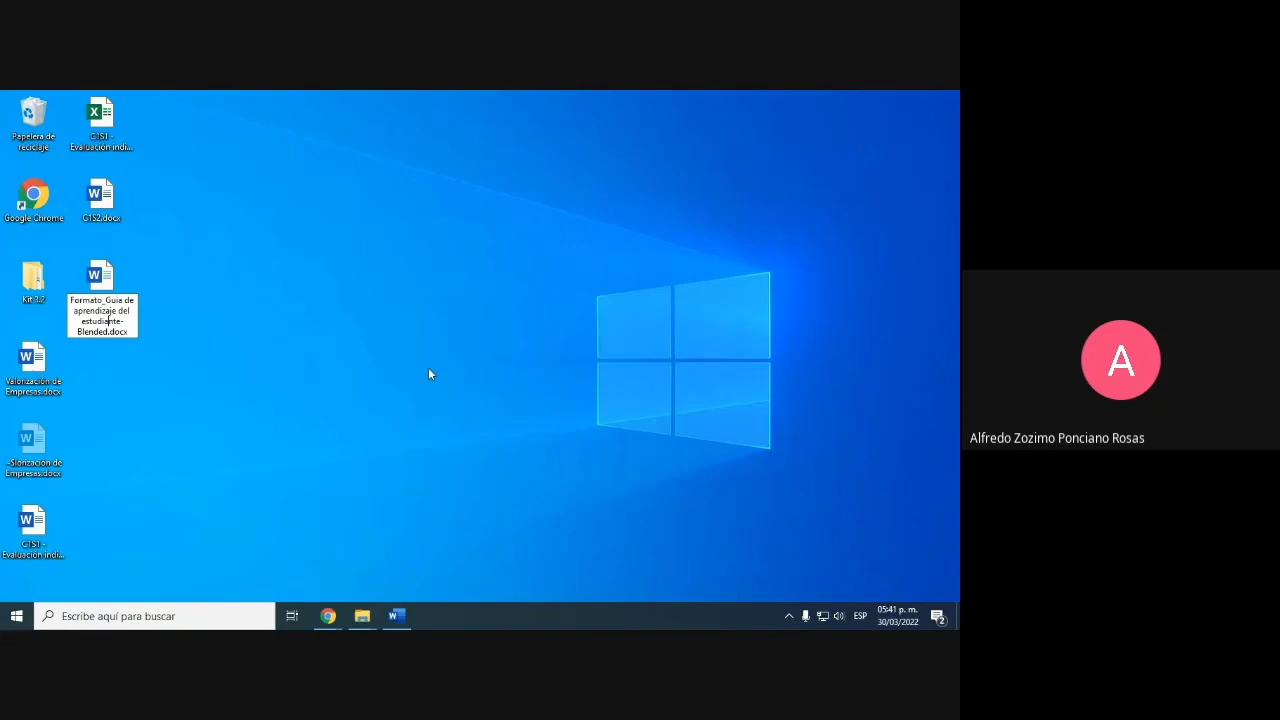 Papelera de
reciclaje
C1S1 -
Evaluación indi...
Google Chrome
C1S2.docx
Kit 3.2
Formato_Guia de
aprendizaje del
estudiante-
Blended.docx
Valorización de
Empresas.docx
~$lorización de
Empresas.docx
C1S1 -
Evaluación indi...
Escribe aquí para buscar
ESP
05:41 p. m.
30/03/2022
2
A
Alfredo Zozimo Ponciano Rosas